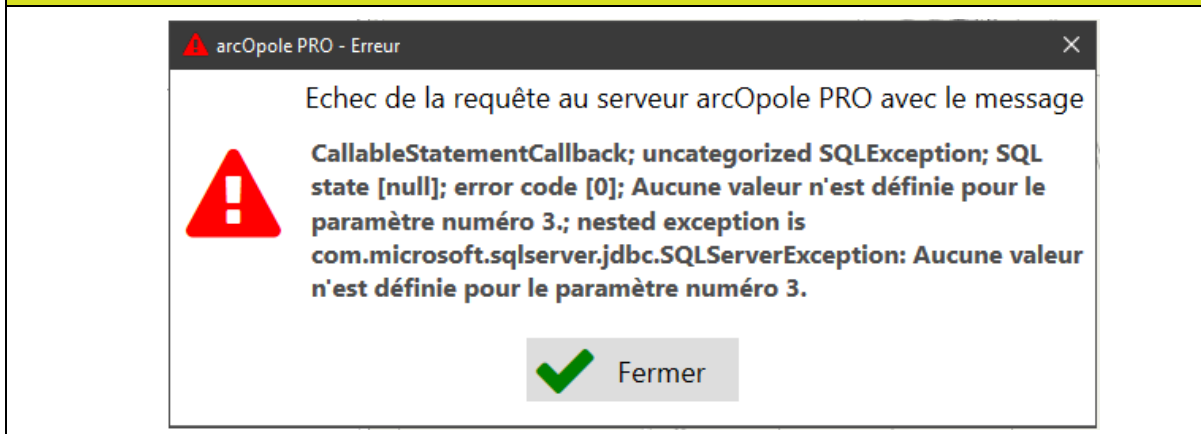 arcOpole PRO - Erreur
Echec de la requête au serveur arcOpole PRO avec le message
CallableStatementCallback; uncategorized SQLException; SQL
state [null]; error code [0]; Aucune valeur n'est définie pour le
paramètre numéro 3.; nested exception is
com.microsoft.sqlserver.jdbc.SQLServerException: Aucune valeur
n'est définie pour le paramètre numéro 3.
Fermer